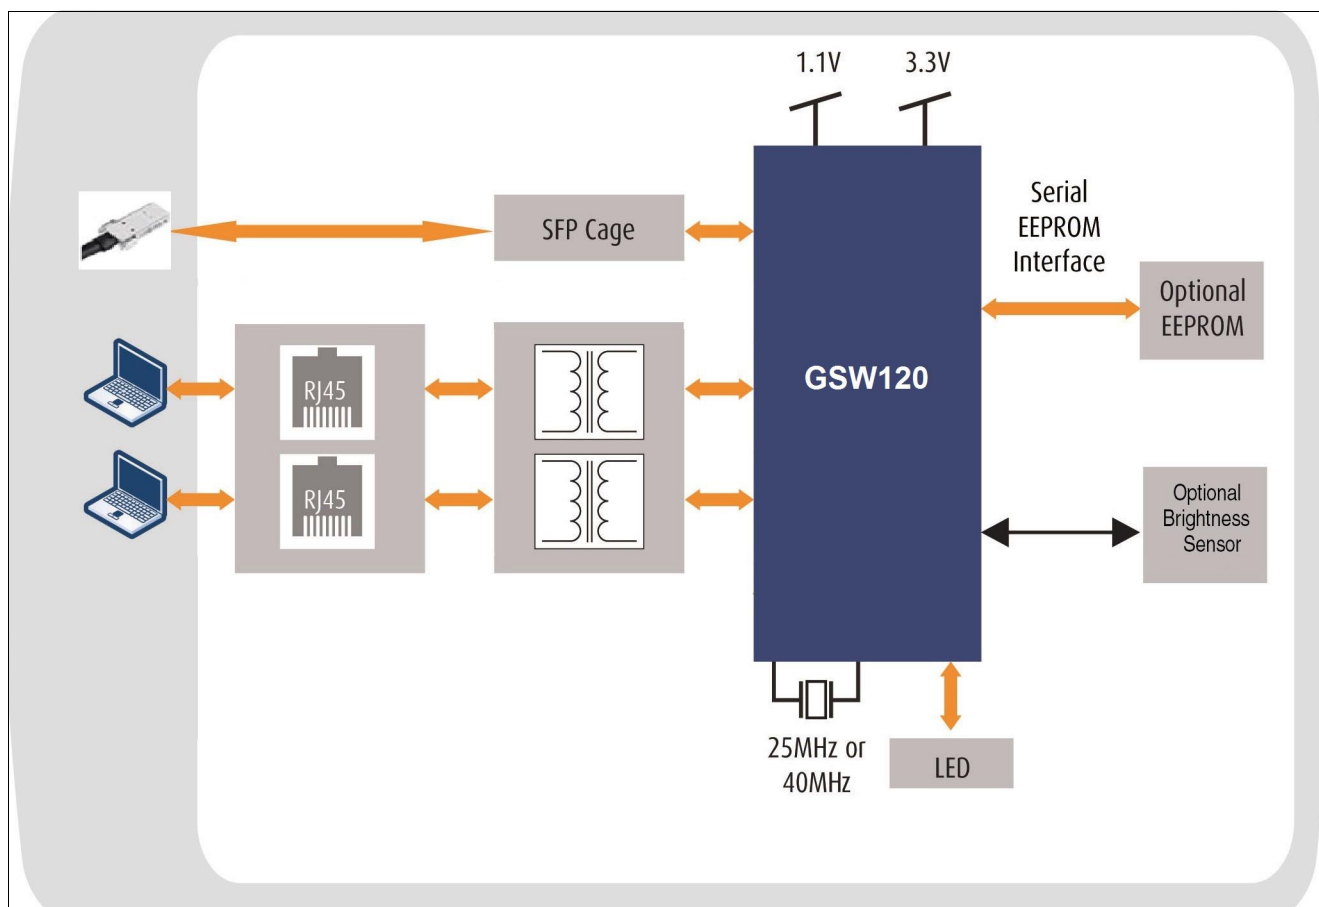 1.1V
3.3V
Serial
EEPROM
Interface
SFP Cage
Optional
EEPROM
RJ45
GSW120
RJ45
Optional
Brightness
Sensor
25MHz or
40MHz
LED